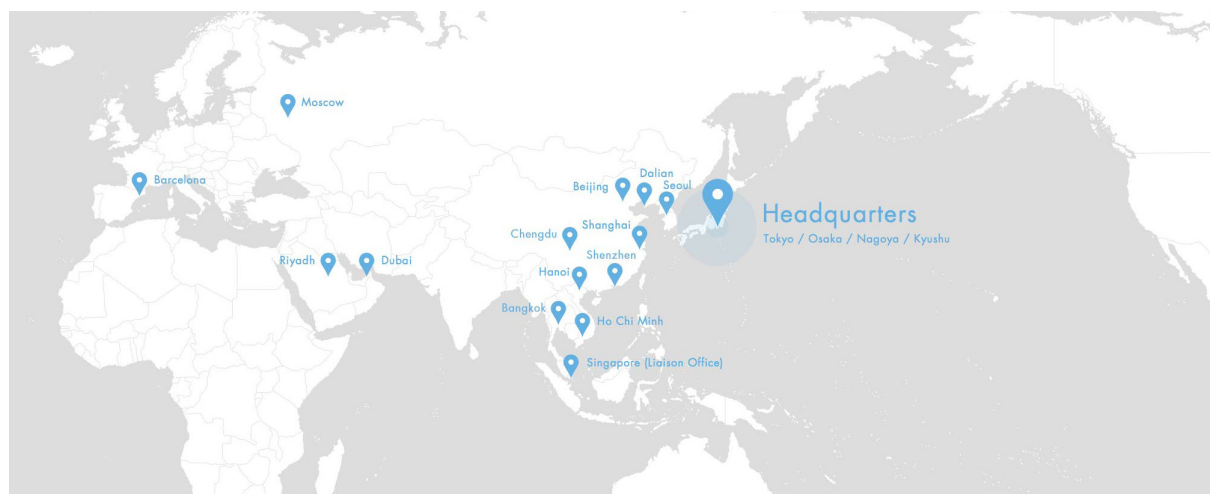 Moscow
Barcelona
Dalian
Beijing
Seoul
Headquarters
Tokyo / Osaka / Nagoya / Kyushu
Shanghai
Chengdu
Shenzhen
Riyadh
Dubai
Hanoi
Bangkok
Ho Chi Minh
Singapore (Liaison Office)